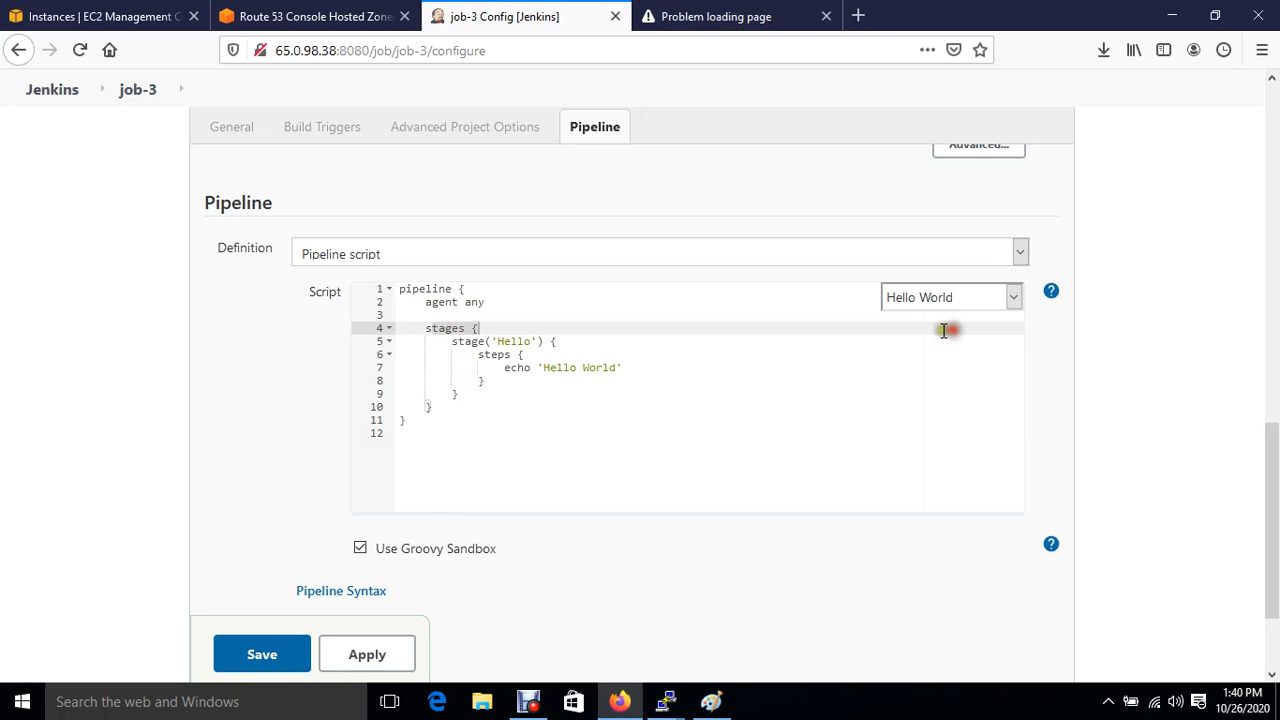 Instances | EC2 Management C
Route 53 Console Hosted Zone
job-3 Config [Jenkins]
Problem loading page
65.0.98.38:8080/job/job-3/configure
Jenkins
job-3
General
Build Triggers
Advanced Project Options
Pipeline
Advanced...
Pipeline
Definition
Pipeline script
Script
Hello World
1 pipeline {
2 agent any
3
4 stages {
5 stage('Hello') {
6 steps {
7 echo 'Hello World'
8 }
9 }
10 }
11 }
12
Use Groovy Sandbox
Pipeline Syntax
Save
Apply
Search the web and Windows
1:40 PM
10/26/2020